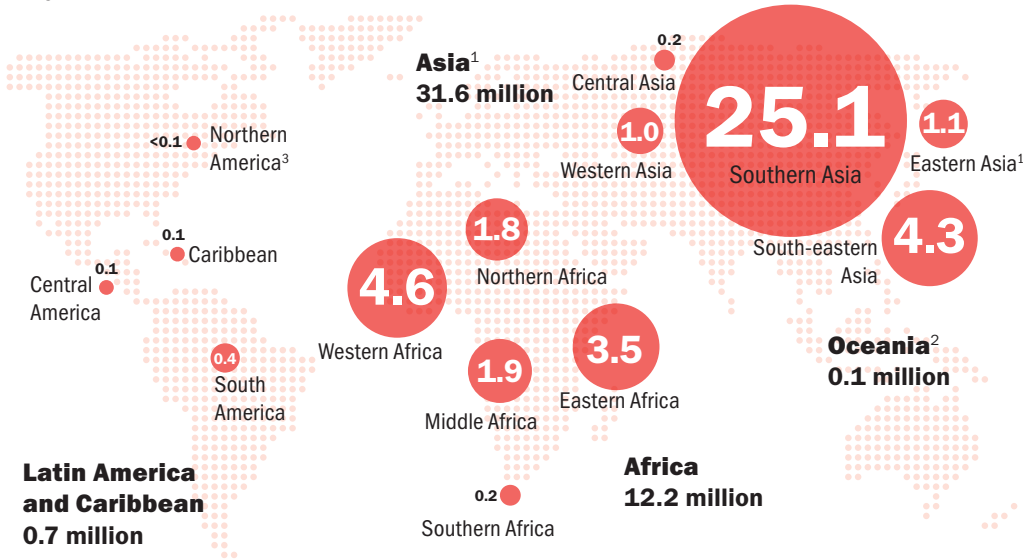 Asia¹
31.6 million
0.2
Central Asia
25.1
Southern Asia
1.0
Western Asia
1.1
Eastern Asia¹
4.3
South-eastern
Asia
<0.1
Northern
America³
0.1
Caribbean
0.1
Central
America
0.4
South
America
Latin America
and Caribbean
0.7 million
1.8
Northern Africa
4.6
Western Africa
1.9
Middle Africa
3.5
Eastern Africa
0.2
Southern Africa
Africa
12.2 million
Oceania²
0.1 million